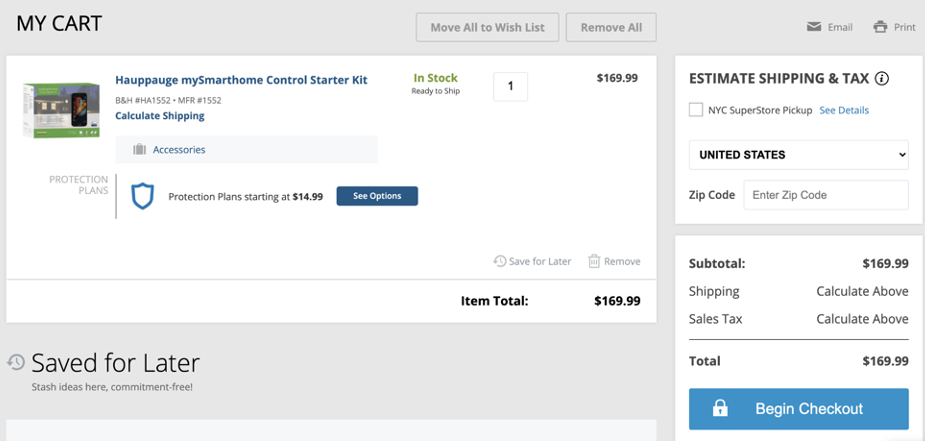 MY CART
Move All to Wish List
Remove All
Email
Print
Hauppauge mySmarthome Control Starter Kit
B&H #HA1552 • MFR #1552
Calculate Shipping
In Stock
Ready to Ship
1
$169.99
Accessories
PROTECTION
PLANS
Protection Plans starting at $14.99
See Options
Save for Later
Remove
Item Total: $169.99
Saved for Later
Stash ideas here, commitment-free!
ESTIMATE SHIPPING & TAX
NYC SuperStore Pickup See Details
UNITED STATES
Zip Code Enter Zip Code
Subtotal: $169.99
Shipping Calculate Above
Sales Tax Calculate Above
Total $169.99
Begin Checkout